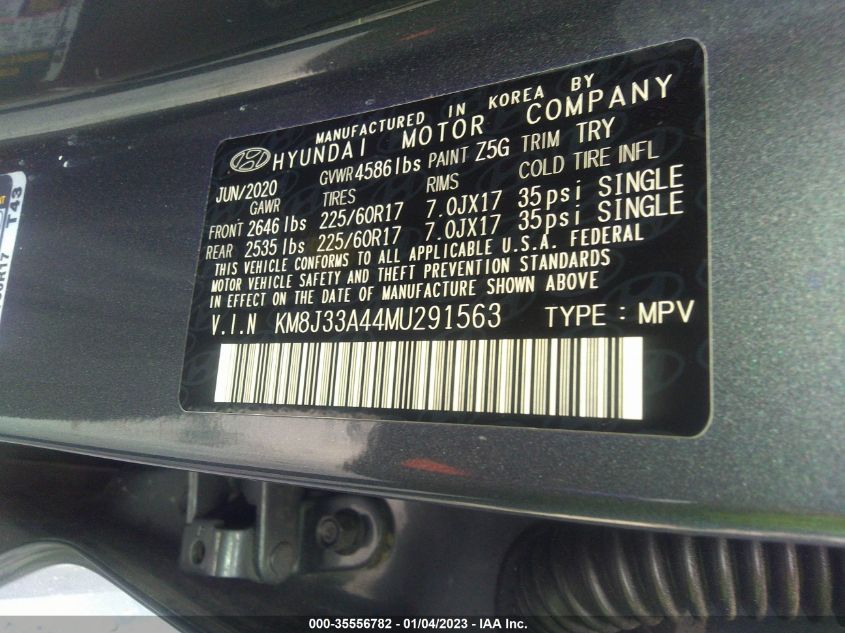 MANUFACTURED IN KOREA BY
HYUNDAI MOTOR COMPANY
JUN/2020 GVWR 4586 lbs PAINT Z5G TRIM TRY
GAWR TIRES RIMS COLD TIRE INFL
FRONT 2646 lbs 225/60R17 7.0JX17 35psi SINGLE
REAR 2535 lbs 225/60R17 7.0JX17 35psi SINGLE
THIS VEHICLE CONFORMS TO ALL APPLICABLE U.S.A. FEDERAL
MOTOR VEHICLE SAFETY AND THEFT PREVENTION STANDARDS
IN EFFECT ON THE DATE OF MANUFACTURE SHOWN ABOVE
V.I.N KM8J33A44MU291563 TYPE : MPV
T43
000-35556782 - 01/04/2023 - IAA Inc.